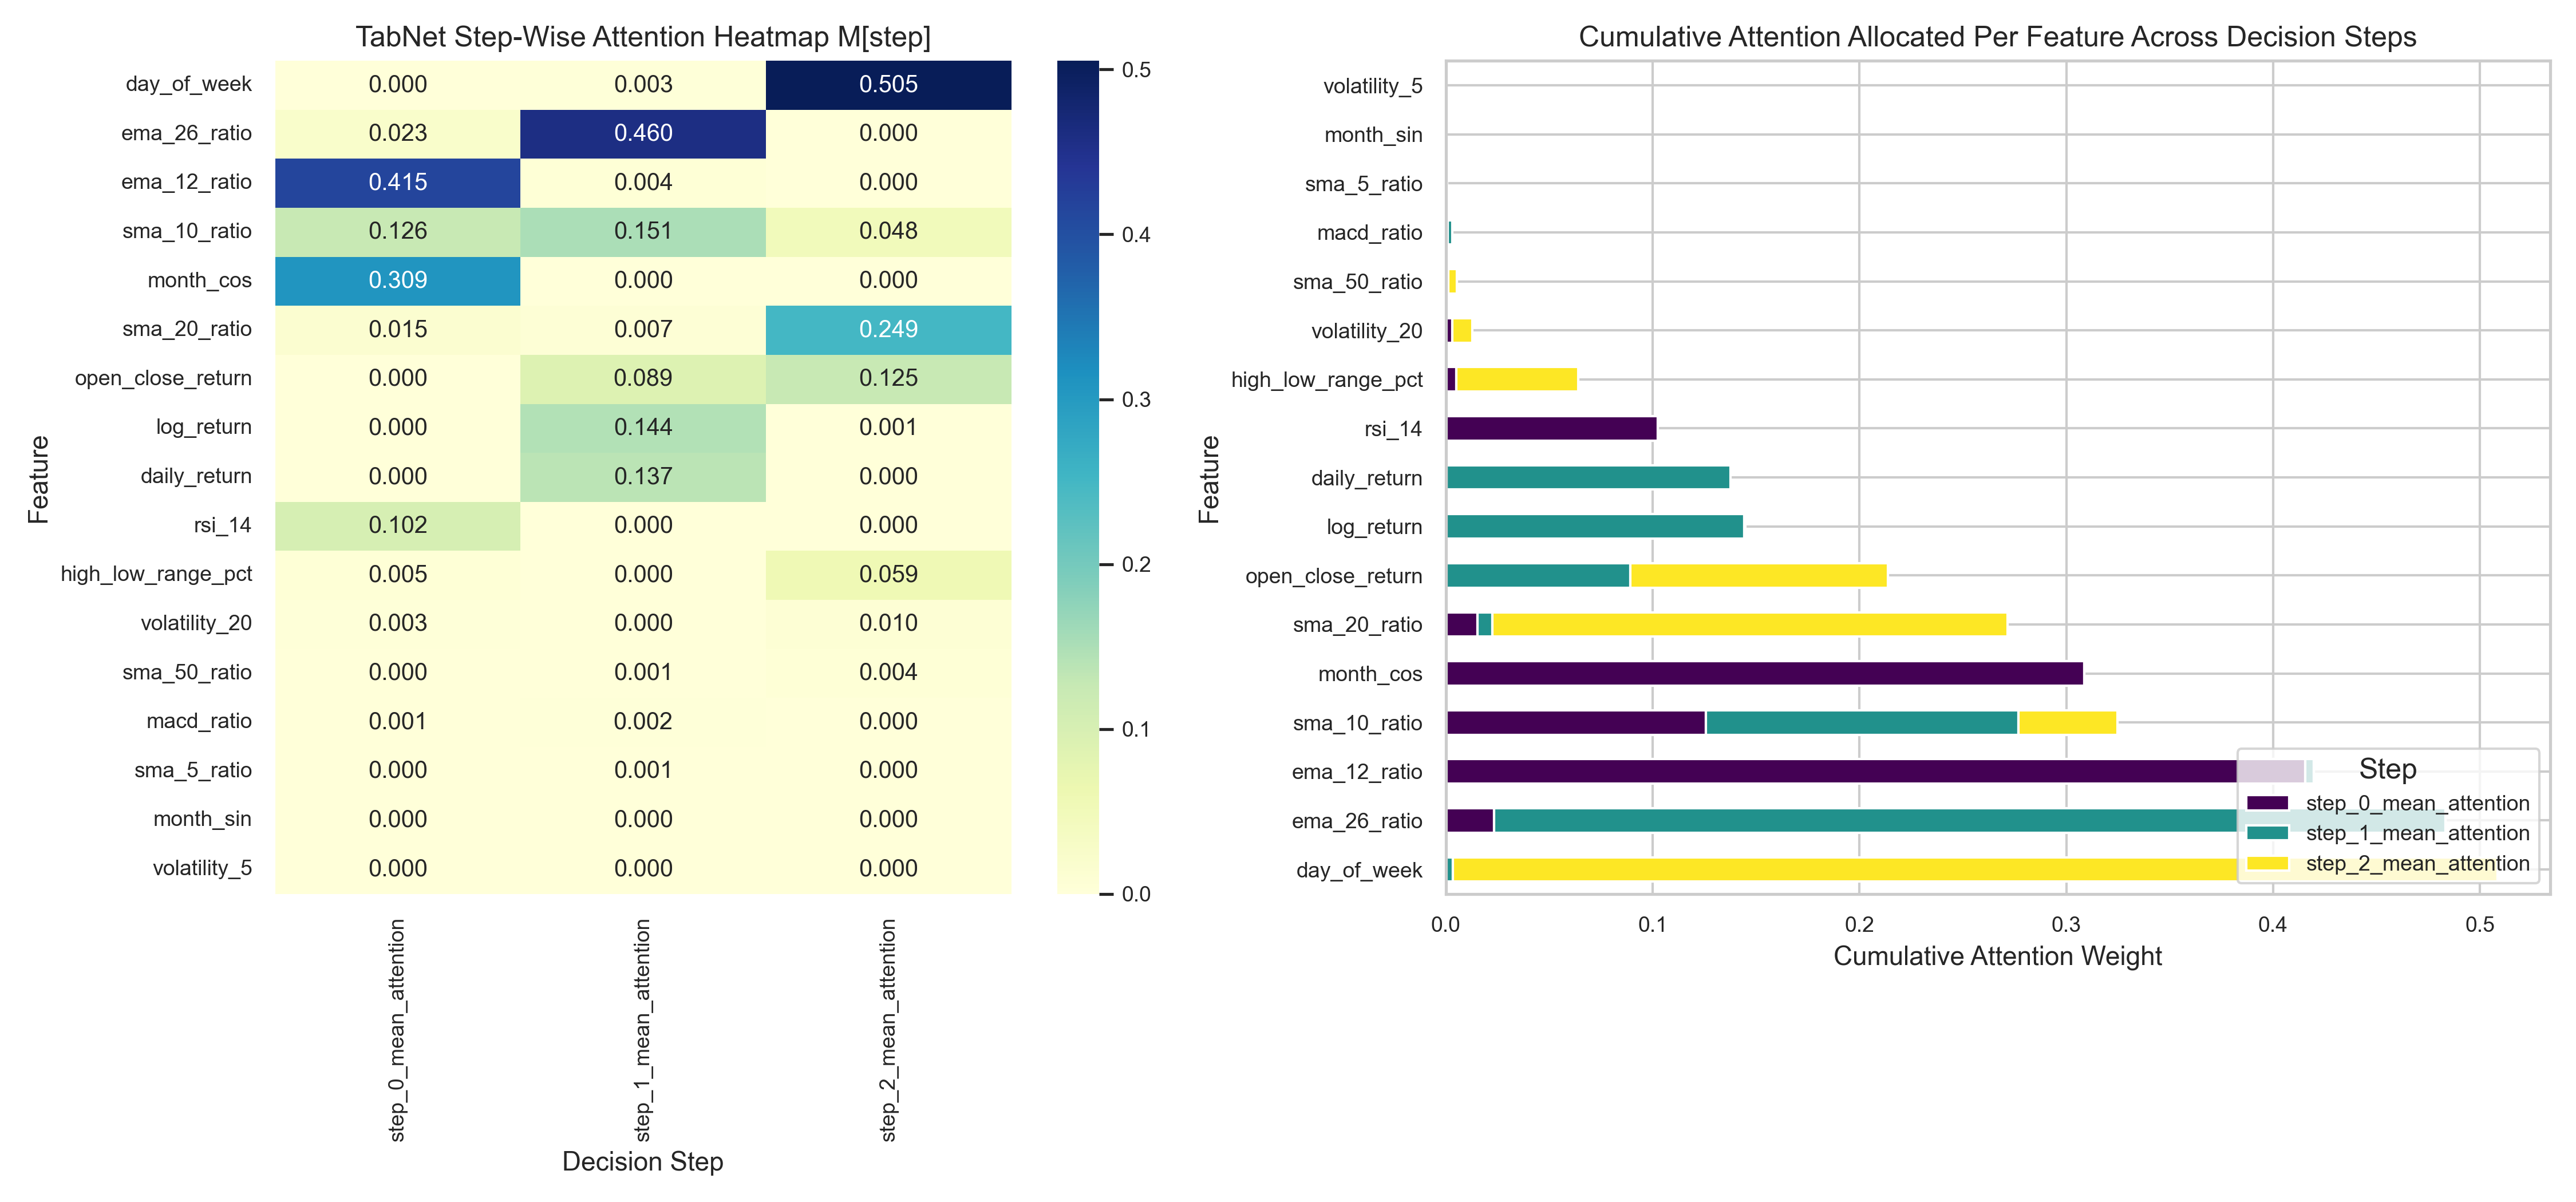 TabNet Step-Wise Attention Heatmap M[step]
Feature
day_of_week 0.000 0.003 0.505
ema_26_ratio 0.023 0.460 0.000
ema_12_ratio 0.415 0.004 0.000
sma_10_ratio 0.126 0.151 0.048
month_cos 0.309 0.000 0.000
sma_20_ratio 0.015 0.007 0.249
open_close_return 0.000 0.089 0.125
log_return 0.000 0.144 0.001
daily_return 0.000 0.137 0.000
rsi_14 0.102 0.000 0.000
high_low_range_pct 0.005 0.000 0.059
volatility_20 0.003 0.000 0.010
sma_50_ratio 0.000 0.001 0.004
macd_ratio 0.001 0.002 0.000
sma_5_ratio 0.000 0.001 0.000
month_sin 0.000 0.000 0.000
volatility_5 0.000 0.000 0.000
step_0_mean_attention
step_1_mean_attention
step_2_mean_attention
Decision Step
0.5
0.4
0.3
0.2
0.1
0.0
Cumulative Attention Allocated Per Feature Across Decision Steps
Feature
volatility_5
month_sin
sma_5_ratio
macd_ratio
sma_50_ratio
volatility_20
high_low_range_pct
rsi_14
daily_return
log_return
open_close_return
sma_20_ratio
month_cos
sma_10_ratio
ema_12_ratio
ema_26_ratio
day_of_week
Step
step_0_mean_attention
step_1_mean_attention
step_2_mean_attention
0.0 0.1 0.2 0.3 0.4 0.5
Cumulative Attention Weight